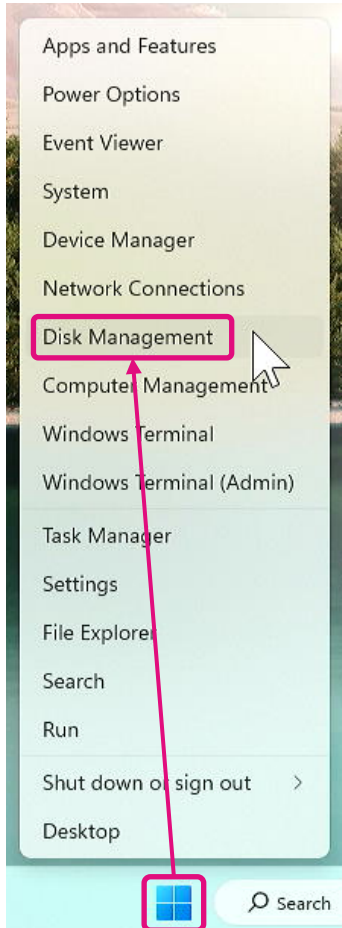 Apps and Features
Power Options
Event Viewer
System
Device Manager
Network Connections
Disk Management
Computer Management
Windows Terminal
Windows Terminal (Admin)
Task Manager
Settings
File Explorer
Search
Run
Shut down or sign out
Desktop
Search